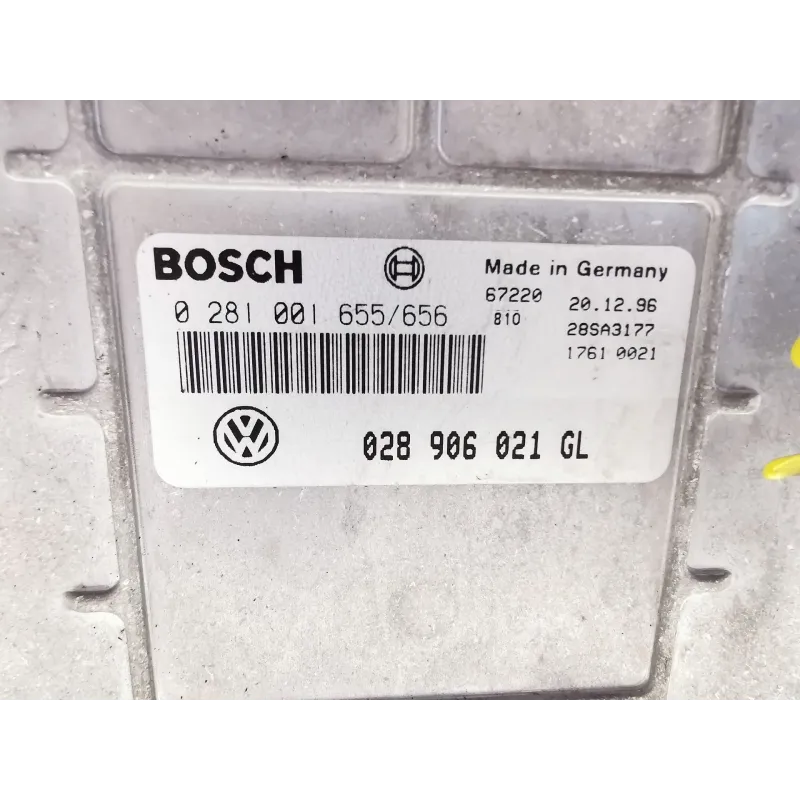 BOSCH
Made in Germany
0 281 001 655/656
67220 20.12.96
810 28SA3177
1761 0021
VW
028 906 021 GL